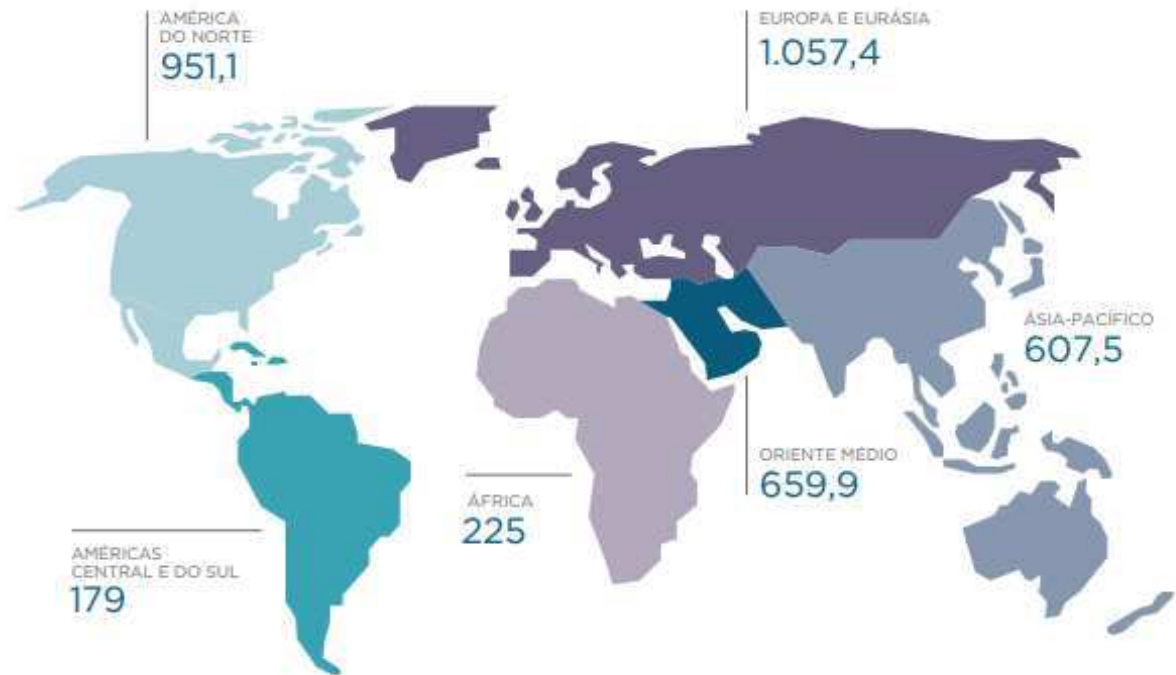 AMÉRICA
DO NORTE
951,1
EUROPA E EURÁSIA
1.057,4
ÁSIA-PACÍFICO
607,5
ORIENTE MÉDIO
659,9
ÁFRICA
225
AMÉRICAS
CENTRAL E DO SUL
179